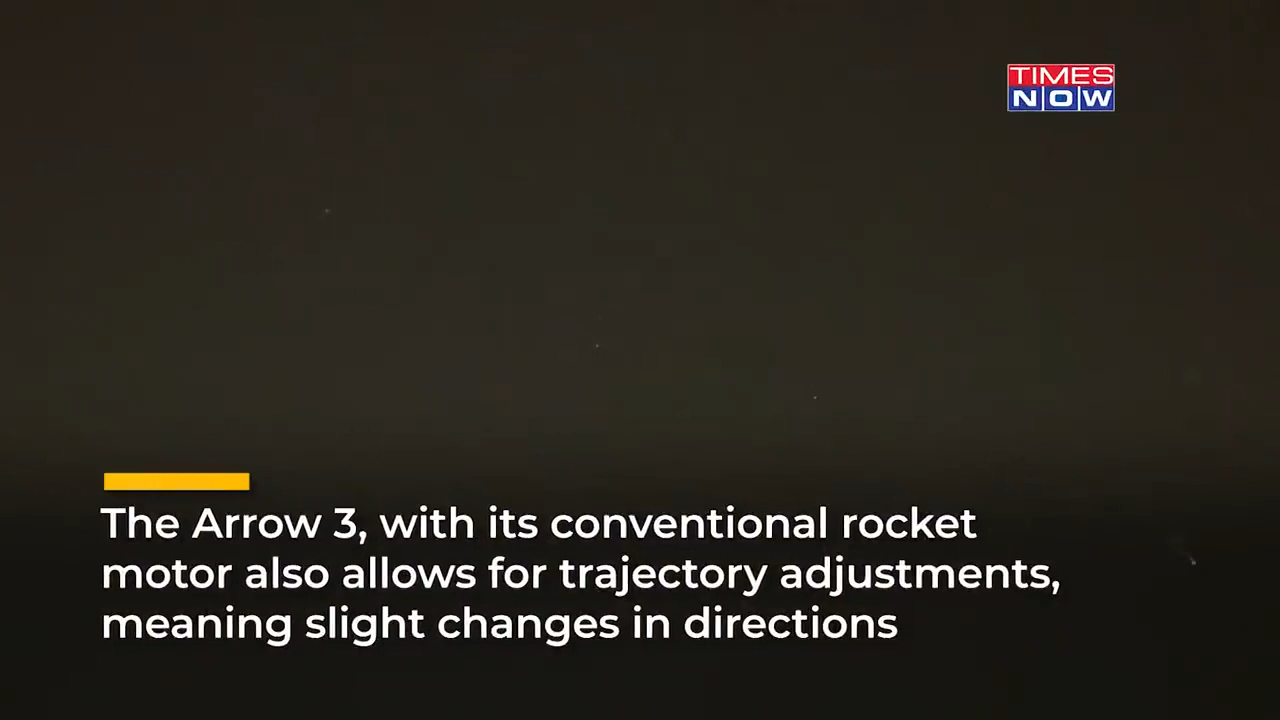 TIMES
NOW
The Arrow 3, with its conventional rocket
motor also allows for trajectory adjustments,
meaning slight changes in directions